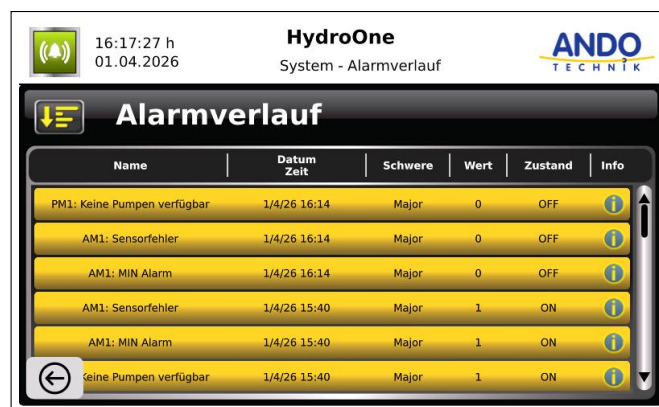 16:17:27 h
01.04.2026
HydroOne
System - Alarmverlauf
ANDO
TECHNIK
Alarmverlauf
Name Datum Zeit Schwere Wert Zustand Info
PM1: Keine Pumpen verfügbar 1/4/26 16:14 Major 0 OFF
AM1: Sensorfehler 1/4/26 16:14 Major 0 OFF
AM1: MIN Alarm 1/4/26 16:14 Major 0 OFF
AM1: Sensorfehler 1/4/26 15:40 Major 1 ON
AM1: MIN Alarm 1/4/26 15:40 Major 1 ON
Keine Pumpen verfügbar 1/4/26 15:40 Major 1 ON